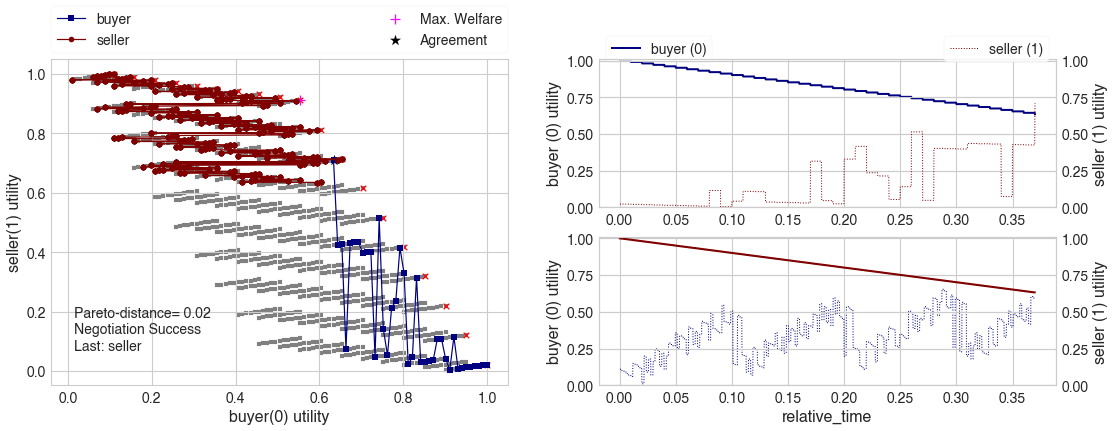 buyer
seller
Max. Welfare
Agreement
1.0
0.8
0.6
0.4
0.2
0.0
seller(1) utility
Pareto-distance= 0.02
Negotiation Success
Last: seller
0.0 0.2 0.4 0.6 0.8 1.0
buyer(0) utility
buyer (0)
seller (1)
1.00 1.00
0.75 0.75
0.50 0.50
0.25 0.25
0.00 0.00
buyer (0) utility
seller (1) utility
0.00 0.05 0.10 0.15 0.20 0.25 0.30 0.35
1.00 1.00
0.75 0.75
0.50 0.50
0.25 0.25
0.00 0.00
buyer (0) utility
seller (1) utility
0.00 0.05 0.10 0.15 0.20 0.25 0.30 0.35
relative_time